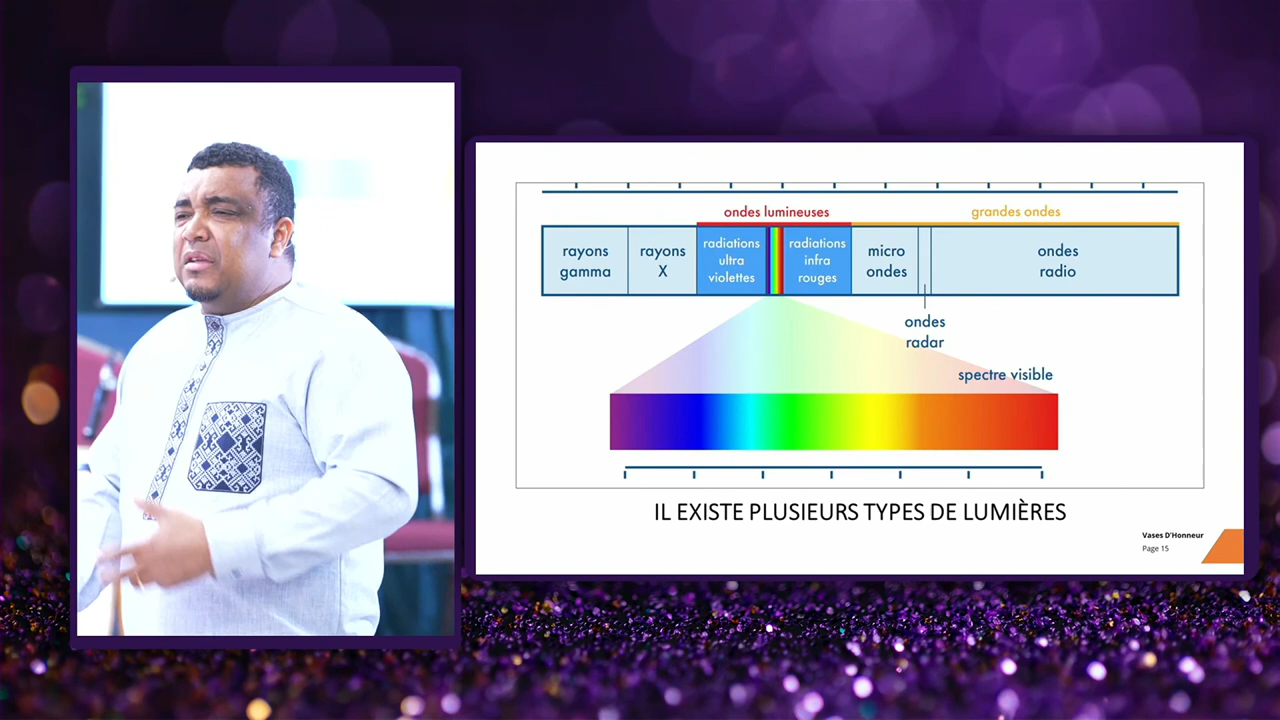 ondes lumineuses
grandes ondes
rayons
gamma
rayons
X
radiations
ultra
violettes
radiations
infra
rouges
micro
ondes
ondes
radio
ondes
radar
spectre visible
IL EXISTE PLUSIEURS TYPES DE LUMIÈRES
Vases D'Honneur
Page 15